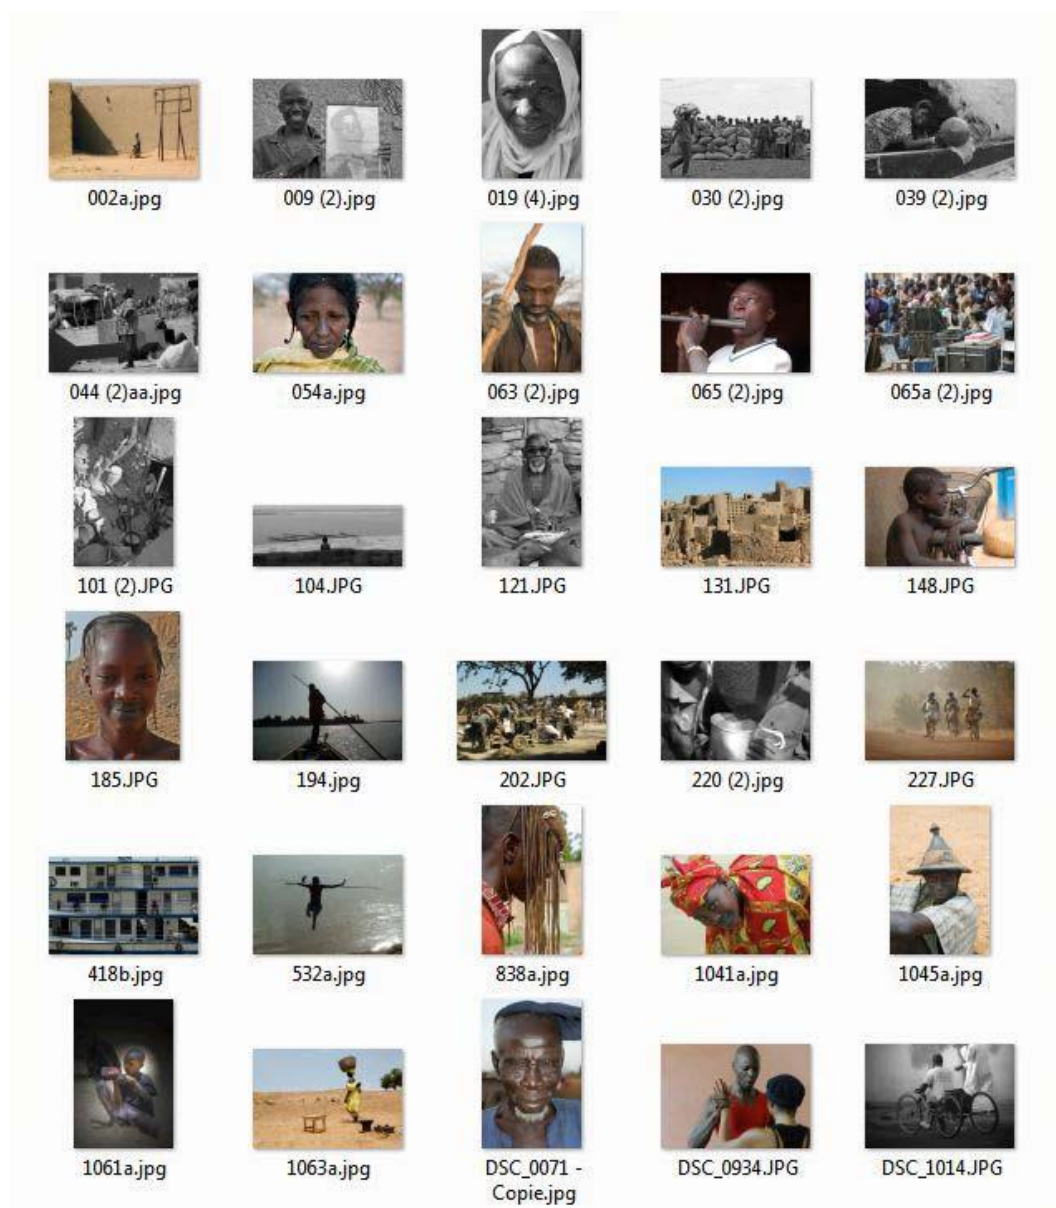 002a.jpg
009 (2).jpg
019 (4).jpg
030 (2).jpg
039 (2).jpg
044 (2)aa.jpg
054a.jpg
063 (2).jpg
065 (2).jpg
065a (2).jpg
101 (2).JPG
104.JPG
121.JPG
131.JPG
148.JPG
185.JPG
194.jpg
202.JPG
220 (2).jpg
227.JPG
418b.jpg
532a.jpg
838a.jpg
1041a.jpg
1045a.jpg
1061a.jpg
1063a.jpg
DSC_0071 -
Copie.jpg
DSC_0934.JPG
DSC_1014.JPG